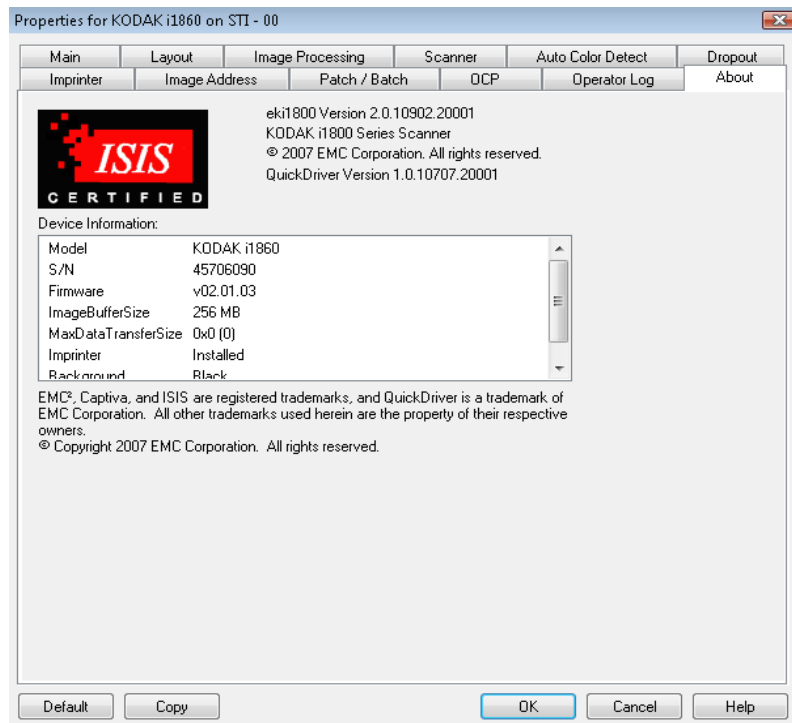 Properties for KODAK i1860 on STI - 00
Main Layout Image Processing Scanner Auto Color Detect Dropout
Imprinter Image Address Patch / Batch OCP Operator Log About
ISIS
CERTIFIED
eki1800 Version 2.0.10902.20001
KODAK i1800 Series Scanner
© 2007 EMC Corporation. All rights reserved.
QuickDriver Version 1.0.10707.20001
Device Information:
Model KODAK i1860
S/N 45706090
Firmware v02.01.03
ImageBufferSize 256 MB
MaxDataTransferSize 0x0 (0)
Imprinter Installed
Background Black
EMC², Captiva, and ISIS are registered trademarks, and QuickDriver is a trademark of
EMC Corporation. All other trademarks used herein are the property of their respective
owners.
© Copyright 2007 EMC Corporation. All rights reserved.
Default Copy OK Cancel Help